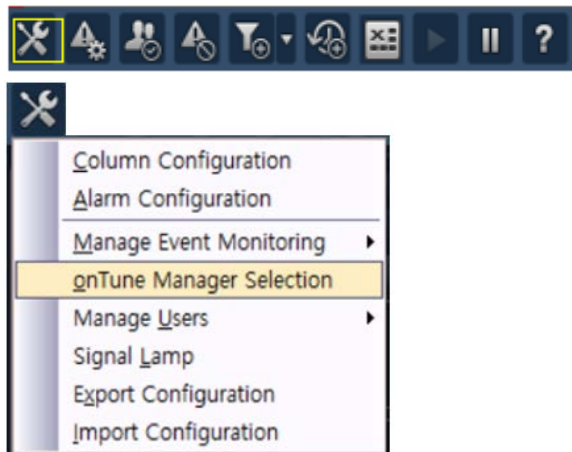 ?
Column Configuration
Alarm Configuration
Manage Event Monitoring
onTune Manager Selection
Manage Users
Signal Lamp
Export Configuration
Import Configuration